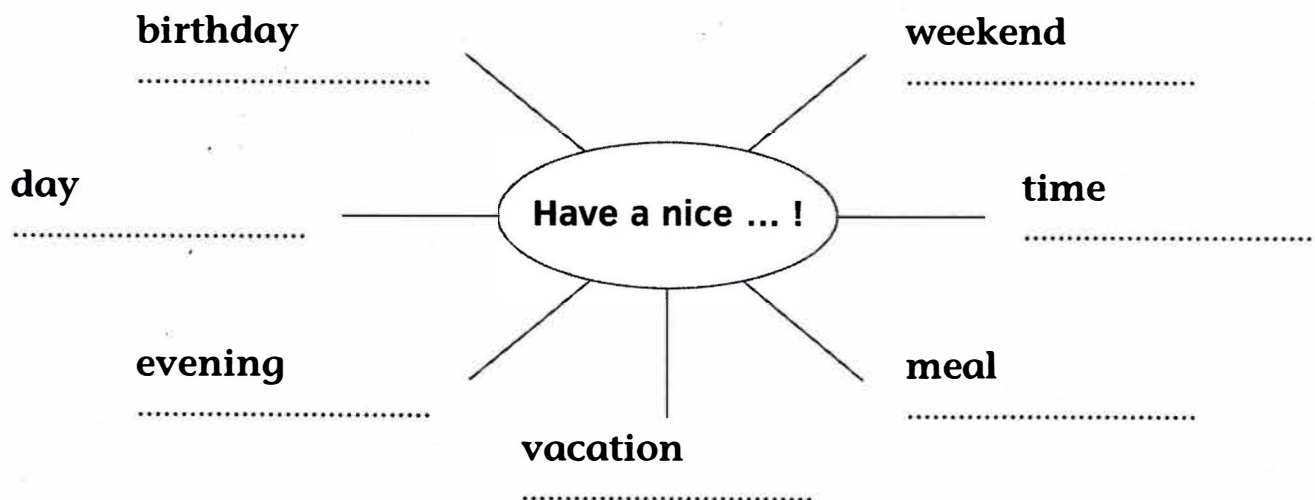 birthday
weekend
day
Have a nice ... !
time
evening
meal
vacation